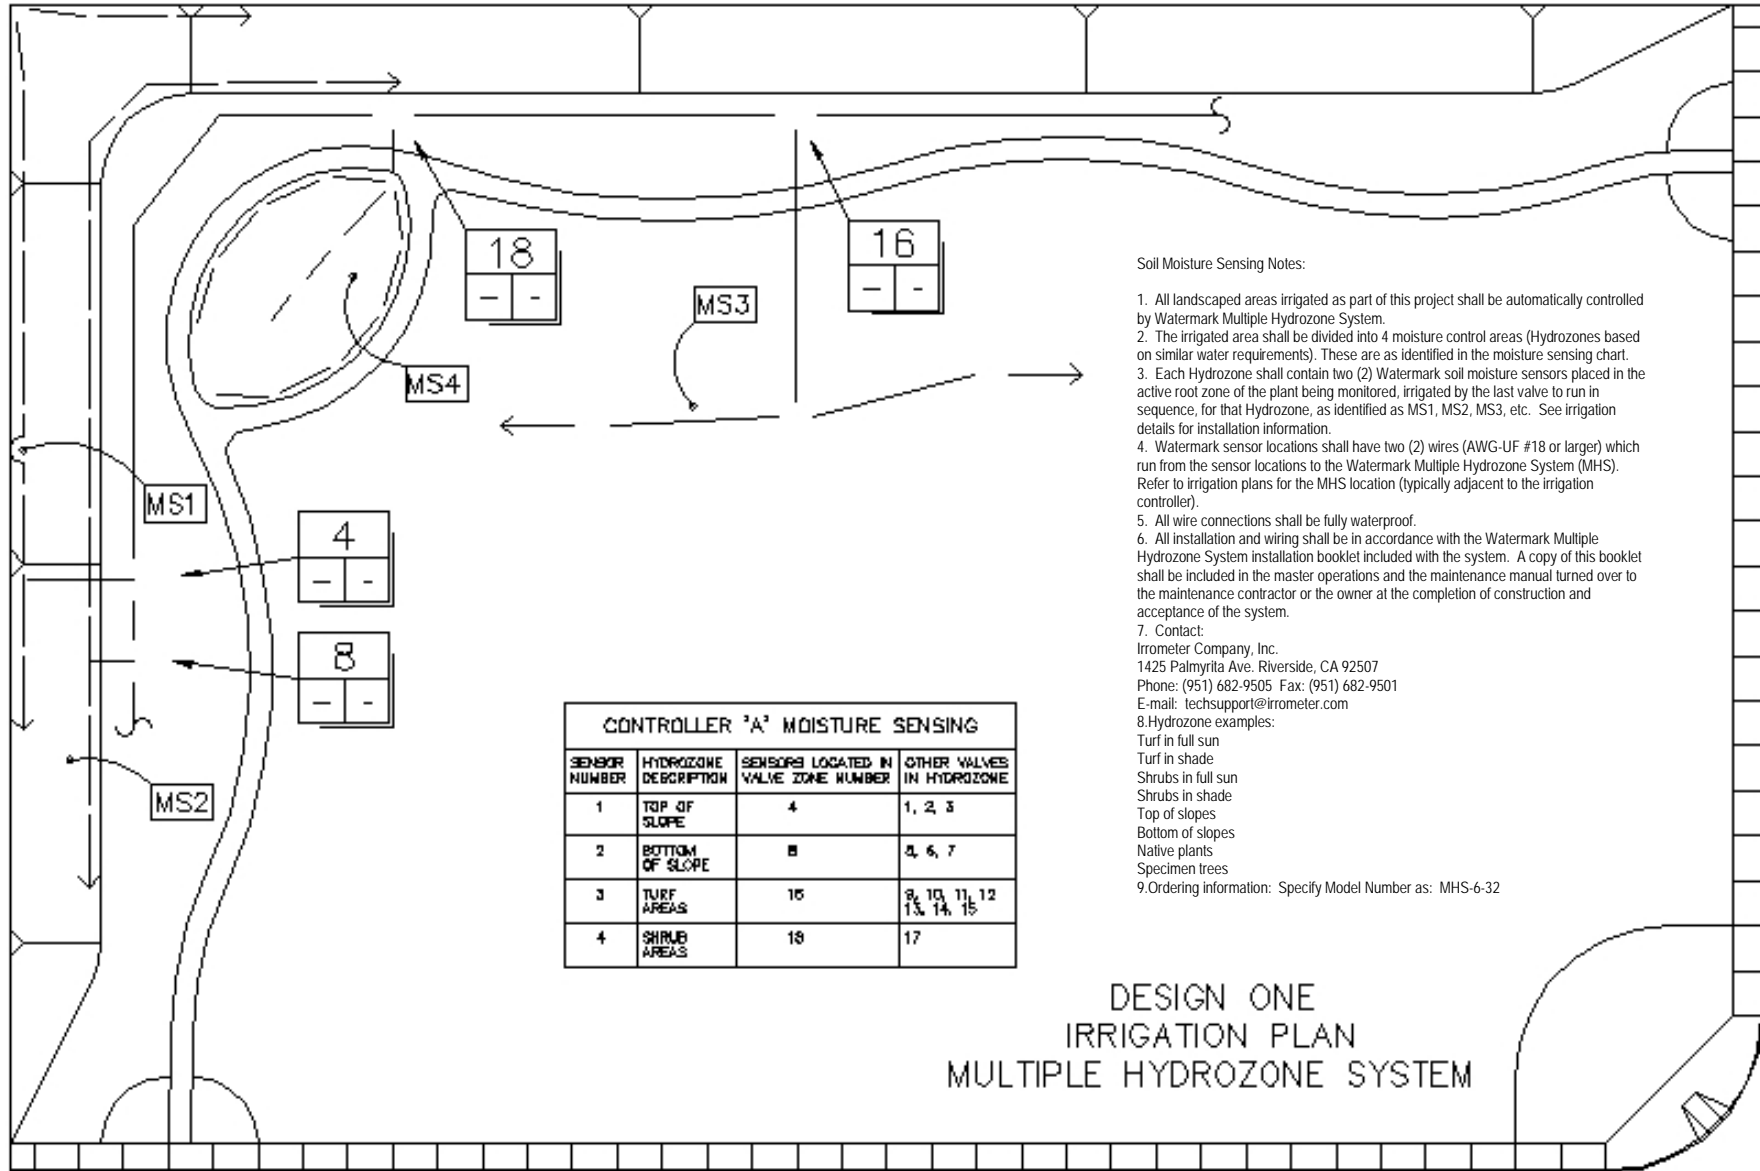 18
16
MS3
MS4
MS1
4
8
MS2
Soil Moisture Sensing Notes:
1. All landscaped areas irrigated as part of this project shall be automatically controlled
by Watermark Multiple Hydrozone System.
2. The irrigated area shall be divided into 4 moisture control areas (Hydrozones based
on similar water requirements). These are as identified in the moisture sensing chart.
3. Each Hydrozone shall contain two (2) Watermark soil moisture sensors placed in the
active root zone of the plant being monitored, irrigated by the last valve to run in
sequence, for that Hydrozone, as identified as MS1, MS2, MS3, etc. See irrigation
details for installation information.
4. Watermark sensor locations shall have two (2) wires (AWG-UF #18 or larger) which
run from the sensor locations to the Watermark Multiple Hydrozone System (MHS).
Refer to irrigation plans for the MHS location (typically adjacent to the irrigation
controller).
5. All wire connections shall be fully waterproof.
6. All installation and wiring shall be in accordance with the Watermark Multiple
Hydrozone System installation booklet included with the system. A copy of this booklet
shall be included in the master operations and the maintenance manual turned over to
the maintenance contractor or the owner at the completion of construction and
acceptance of the system.
7. Contact:
Irrometer Company, Inc.
1425 Palmyrita Ave. Riverside, CA 92507
Phone: (951) 682-9505 Fax: (951) 682-9501
E-mail: techsupport@irrometer.com
8.Hydrozone examples:
Turf in full sun
Turf in shade
Shrubs in full sun
Shrubs in shade
Top of slopes
Bottom of slopes
Native plants
Specimen trees
9.Ordering information: Specify Model Number as: MHS-6-32
CONTROLLER "A" MOISTURE SENSING
SENSOR NUMBER
HYDROZONE DESCRIPTION
SENSORS LOCATED IN VALVE ZONE NUMBER
OTHER VALVES IN HYDROZONE
1 TOP OF SLOPE 4 1, 2, 3
2 BOTTOM OF SLOPE 8 5, 6, 7
3 TURF AREAS 16 9, 10, 11, 12 13, 14, 15
4 SHRUB AREAS 18 17
DESIGN ONE
IRRIGATION PLAN
MULTIPLE HYDROZONE SYSTEM